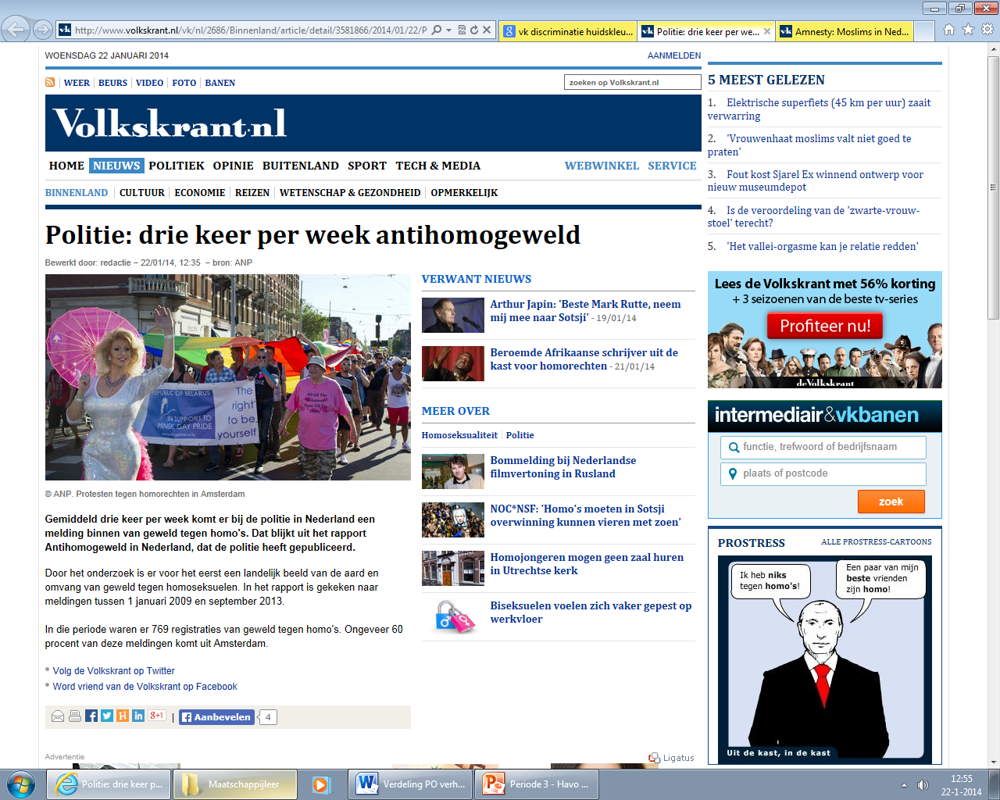 http://www.volkskrant.nl/vk/nl/2686/Binnenland/article/detail/3581866/2014/01/22/P
vk discriminatie huidskleu...
Politie: drie keer per we...
Amnesty: Moslims in Ned...
WOENSDAG 22 JANUARI 2014
AANMELDEN
WEER
BEURS
VIDEO
FOTO
BANEN
zoeken op Volkskrant.nl
Volkskrant.nl
HOME NIEUWS POLITIEK OPINIE BUITENLAND SPORT TECH & MEDIA
WEBWINKEL SERVICE
BINNENLAND CULTUUR ECONOMIE REIZEN WETENSCHAP & GEZONDHEID OPMERKELIJK
Politie: drie keer per week antihomogeweld
Bewerkt door: redactie – 22/01/14, 12:35 – bron: ANP
REPUBLIC OF BELARUS
IN SUPPORT TO
MINSK GAY PRIDE
The
right
to be
yourself
© ANP. Protesten tegen homorechten in Amsterdam
Gemiddeld drie keer per week komt er bij de politie in Nederland een
melding binnen van geweld tegen homo's. Dat blijkt uit het rapport
Antihomogeweld in Nederland, dat de politie heeft gepubliceerd.
Door het onderzoek is er voor het eerst een landelijk beeld van de aard en
omvang van geweld tegen homoseksuelen. In het rapport is gekeken naar
meldingen tussen 1 januari 2009 en september 2013.
In die periode waren er 769 registraties van geweld tegen homo's. Ongeveer 60
procent van deze meldingen komt uit Amsterdam.
Volg de Volkskrant op Twitter
Word vriend van de Volkskrant op Facebook
g+1
Aanbevelen
4
Advertentie
Ligatus
VERWANT NIEUWS
Arthur Japin: 'Beste Mark Rutte, neem
mij mee naar Sotsji' - 19/01/14
Beroemde Afrikaanse schrijver uit de
kast voor homorechten - 21/01/14
MEER OVER
Homoseksualiteit
Politie
Bommelding bij Nederlandse
filmvertoning in Rusland
NOC*NSF: 'Homo's moeten in Sotsji
overwinning kunnen vieren met zoen'
Homojongeren mogen geen zaal huren
in Utrechtse kerk
Biseksuelen voelen zich vaker gepest op
werkvloer
5 MEEST GELEZEN
1. Elektrische superfiets (45 km per uur) zaait
verwarring
2. 'Vrouwenhaat moslims valt niet goed te
praten'
3. Fout kost Sjarel Ex winnend ontwerp voor
nieuw museumdepot
4. Is de veroordeling van de 'zwarte-vrouw-
stoel' terecht?
5. 'Het vallei-orgasme kan je relatie redden'
Lees de Volkskrant met 56% korting
+ 3 seizoenen van de beste tv-series
Profiteer nu!
de Volkskrant
intermediair&vkbanen
functie, trefwoord of bedrijfsnaam
plaats of postcode
zoek
PROSTRESS
ALLE PROSTRESS-CARTOONS
Ik heb niks
tegen homo's!
Een paar van mijn
beste vrienden
zijn homo!
Uit de kast, in de kast
Politie: drie keer p...
Maatschappijleer
Verdeling PO verh...
Periode 3 - Havo ...
12:55
22-1-2014